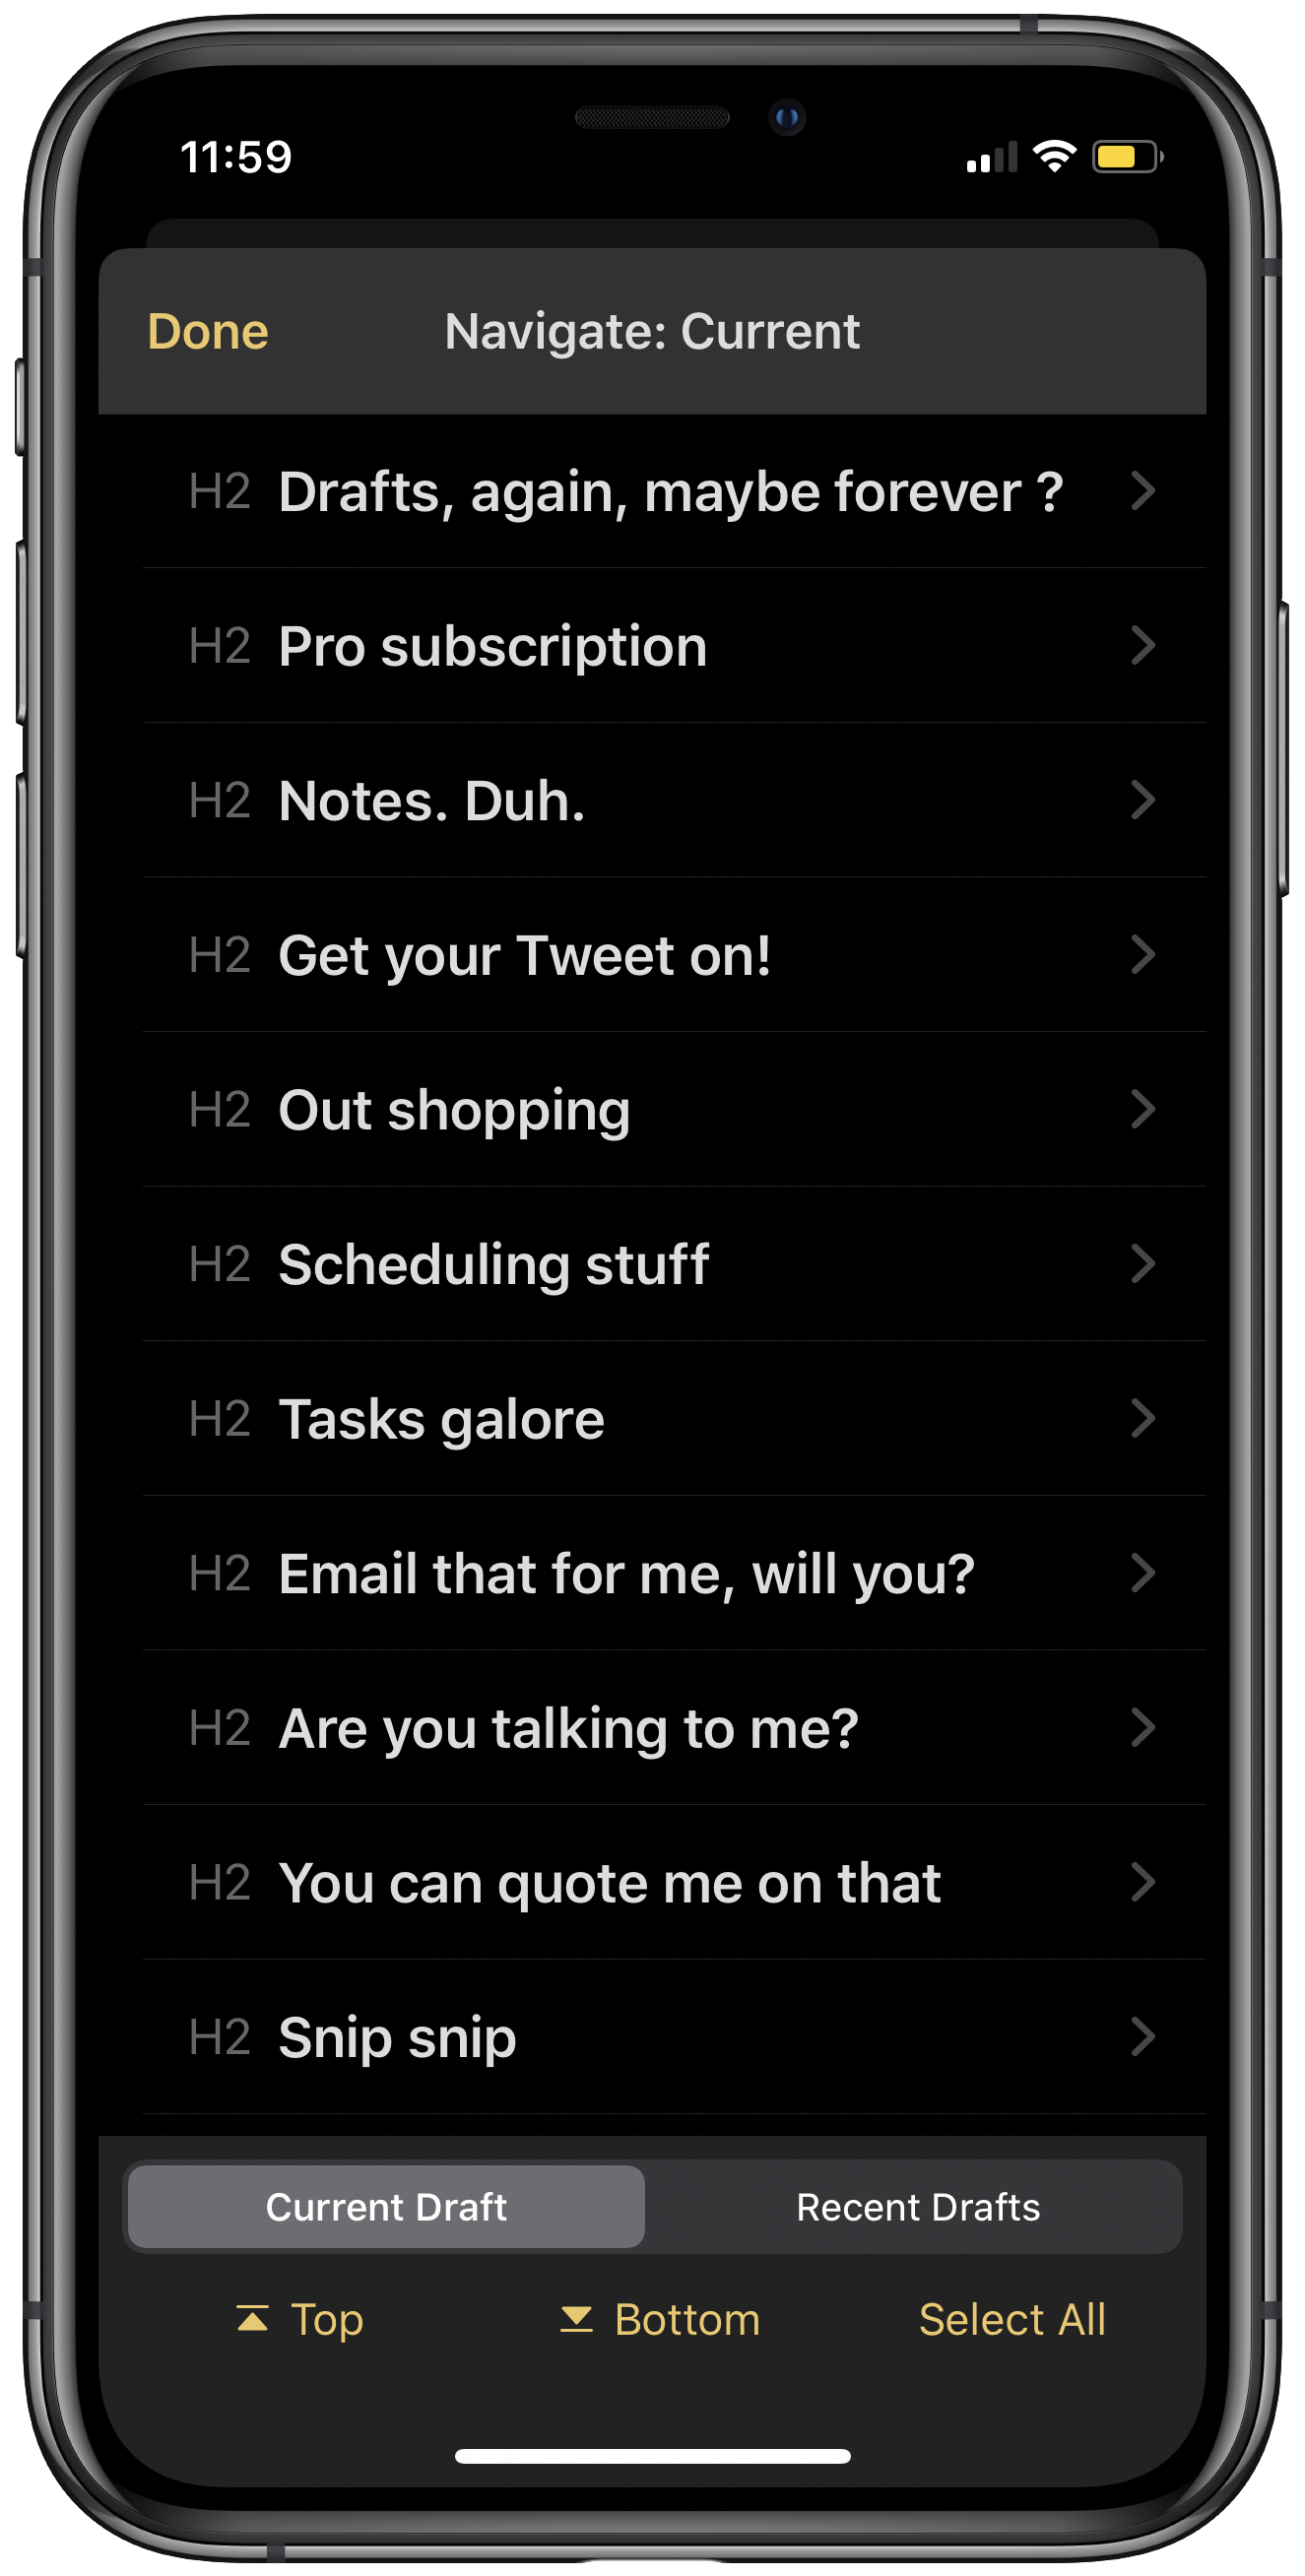 11:59
Done Navigate: Current
H2 Drafts, again, maybe forever ?
H2 Pro subscription
H2 Notes. Duh.
H2 Get your Tweet on!
H2 Out shopping
H2 Scheduling stuff
H2 Tasks galore
H2 Email that for me, will you?
H2 Are you talking to me?
H2 You can quote me on that
H2 Snip snip
Current Draft Recent Drafts
Top Bottom Select All